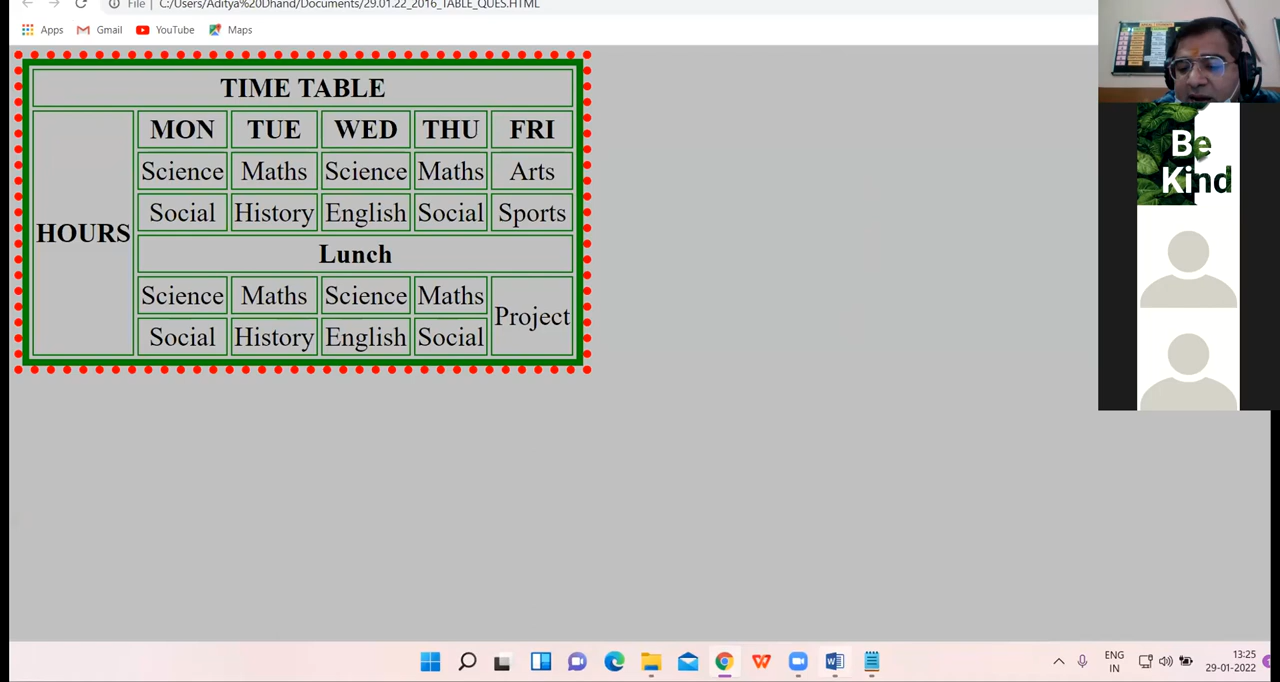 File | C:/Users/Aditya%20Dhand/Documents/29.01.22_2016_TABLE_QUES.HTML
Apps Gmail YouTube Maps
TIME TABLE
HOURS
MON TUE WED THU FRI
Science Maths Science Maths Arts
Social History English Social Sports
Lunch
Science Maths Science Maths Project
Social History English Social
Be
Kind
ENG
IN
13:25
29-01-2022